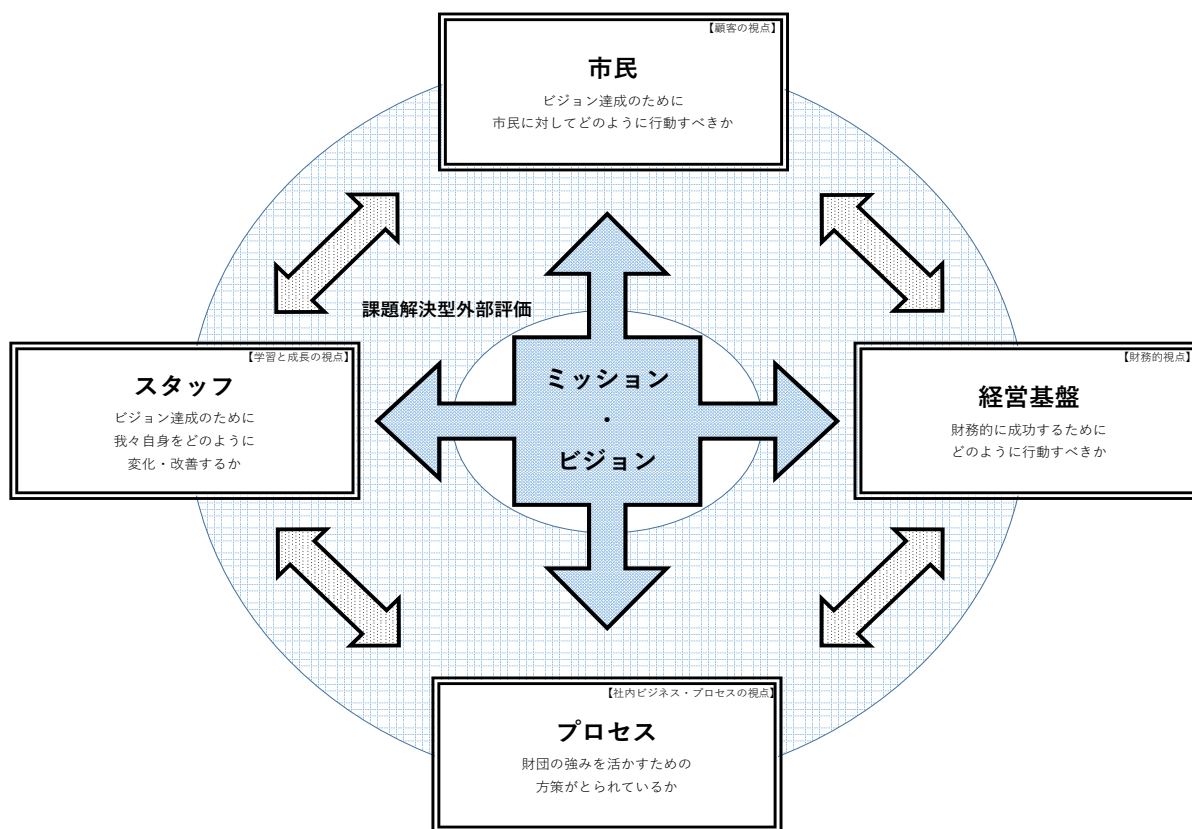 【顧客の視点】
市民
ビジョン達成のために
市民に対してどのように行動すべきか
課題解決型外部評価
【学習と成長の視点】
スタッフ
ビジョン達成のために
我々自身をどのように
変化・改善するか
ミッション
・
ビジョン
【財務的視点】
経営基盤
財務的に成功するために
どのように行動すべきか
【社内ビジネス・プロセスの視点】
プロセス
財団の強みを活かすための
方策がとられているか